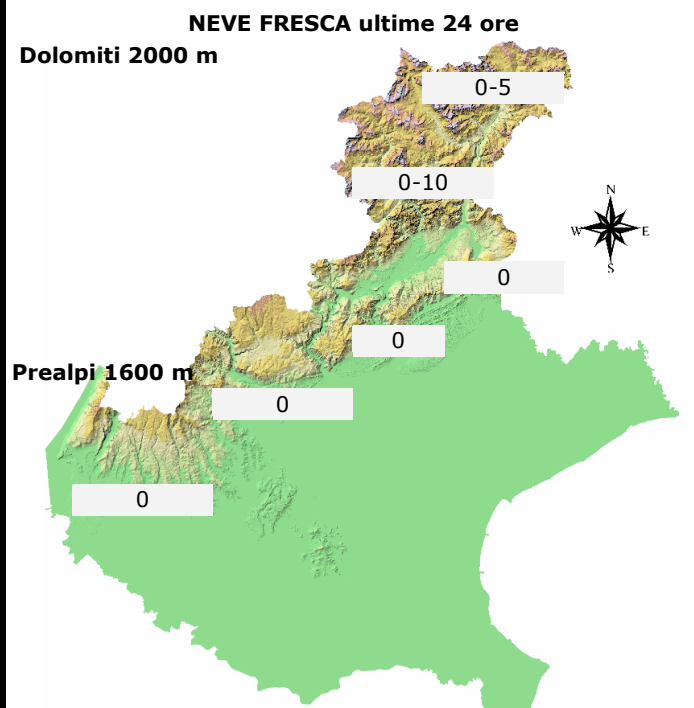 NEVE FRESCA ultime 24 ore
Dolomiti 2000 m
0-5
0-10
N
W E
S
0
0
Prealpi 1600 m
0
0